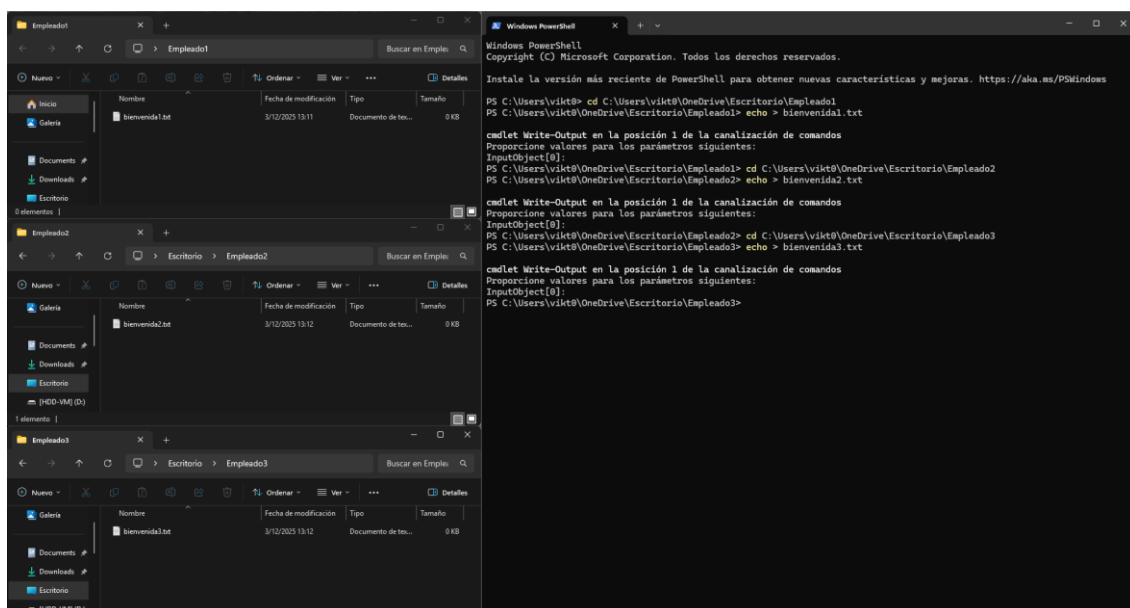 Empleado1
Empleado1
Buscar en Emplea
Nuevo
Ordenar
Ver
Detalles
Inicio
Galería
Documents
Downloads
Escritorio
Nombre
Fecha de modificación
Tipo
Tamaño
bienvenida1.txt
3/12/2025 13:11
Documento de tex...
0 KB
0 elementos
Empleado2
Escritorio > Empleado2
Buscar en Emplea
Nuevo
Ordenar
Ver
Detalles
Galería
Documents
Downloads
Escritorio
[HDD-VM] (D:)
Nombre
Fecha de modificación
Tipo
Tamaño
bienvenida2.txt
3/12/2025 13:12
Documento de tex...
0 KB
1 elemento
Empleado3
Escritorio > Empleado3
Buscar en Emplea
Nuevo
Ordenar
Ver
Detalles
Galería
Documents
Downloads
Escritorio
Nombre
Fecha de modificación
Tipo
Tamaño
bienvenida3.txt
3/12/2025 13:12
Documento de tex...
0 KB
Windows PowerShell
Windows PowerShell
Copyright (C) Microsoft Corporation. Todos los derechos reservados.
Instale la versión más reciente de PowerShell para obtener nuevas características y mejoras. https://aka.ms/PSWindows
PS C:\Users\vikt0> cd C:\Users\vikt0\OneDrive\Escritorio\Empleado1
PS C:\Users\vikt0\OneDrive\Escritorio\Empleado1> echo > bienvenida1.txt
cmdlet Write-Output en la posición 1 de la canalización de comandos
Proporcione valores para los parámetros siguientes:
InputObject[0]:
PS C:\Users\vikt0\OneDrive\Escritorio\Empleado1> cd C:\Users\vikt0\OneDrive\Escritorio\Empleado2
PS C:\Users\vikt0\OneDrive\Escritorio\Empleado2> echo > bienvenida2.txt
cmdlet Write-Output en la posición 1 de la canalización de comandos
Proporcione valores para los parámetros siguientes:
InputObject[0]:
PS C:\Users\vikt0\OneDrive\Escritorio\Empleado2> cd C:\Users\vikt0\OneDrive\Escritorio\Empleado3
PS C:\Users\vikt0\OneDrive\Escritorio\Empleado3> echo > bienvenida3.txt
cmdlet Write-Output en la posición 1 de la canalización de comandos
Proporcione valores para los parámetros siguientes:
InputObject[0]:
PS C:\Users\vikt0\OneDrive\Escritorio\Empleado3>